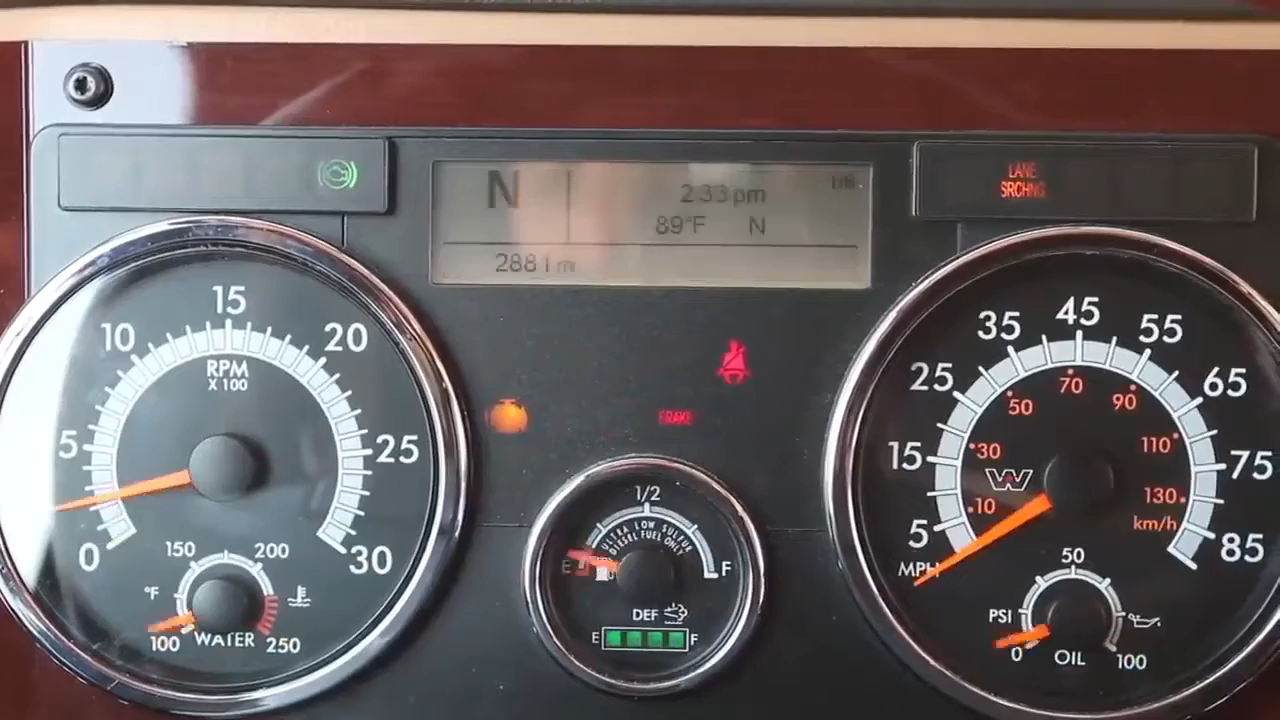 N
2:33 pm
89°F N
2881 mi
LANE
SRCHNG
0
5
10
15
20
25
30
RPM
X 100
°F
100
150
200
250
WATER
BRAKE
1/2
ULTRA LOW SULFUR
DIESEL FUEL ONLY
E
F
DEF
E F
5
15
25
35
45
55
65
75
85
MPH
10
30
50
70
90
110
130
km/h
PSI
0
50
100
OIL